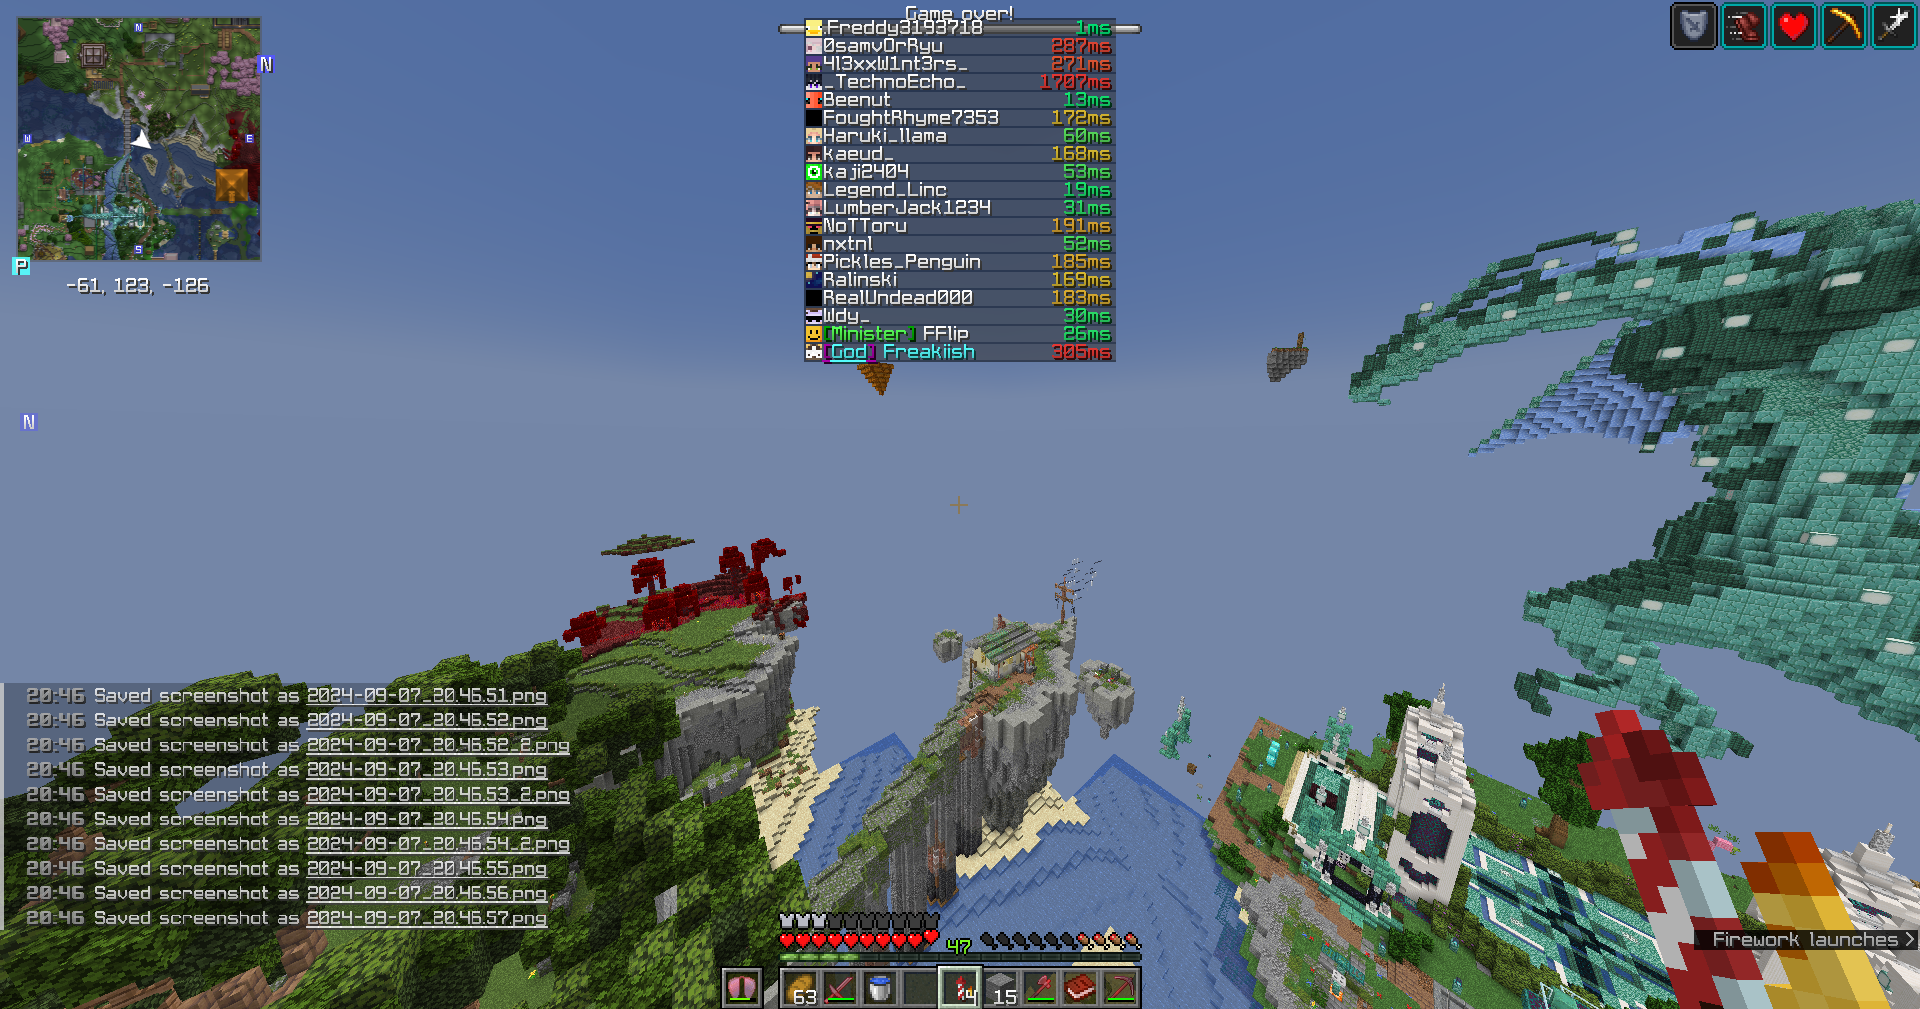 Game over!
.Freddy3193718 1ms
0samv0rRyu 287ms
4l3xxW1nt3rs_ 271ms
_TechnoEcho_ 1707ms
Beenut 13ms
FoughtRhyme7353 172ms
Haruki_llama 60ms
kaeud_ 168ms
kaji2404 53ms
Legend_Linc 19ms
LumberJack1234 31ms
NoTToru 191ms
nxtnl 52ms
Pickles_Penguin 185ms
Ralinski 169ms
RealUndead000 183ms
Wdy_ 30ms
[Minister] FFlip 26ms
[God] Freakiish 305ms
N
N
W
E
S
P
-61, 123, -126
N
20:46 Saved screenshot as 2024-09-07_20.46.51.png
20:46 Saved screenshot as 2024-09-07_20.46.52.png
20:46 Saved screenshot as 2024-09-07_20.46.52_2.png
20:46 Saved screenshot as 2024-09-07_20.46.53.png
20:46 Saved screenshot as 2024-09-07_20.46.53_2.png
20:46 Saved screenshot as 2024-09-07_20.46.54.png
20:46 Saved screenshot as 2024-09-07_20.46.54_2.png
20:46 Saved screenshot as 2024-09-07_20.46.55.png
20:46 Saved screenshot as 2024-09-07_20.46.56.png
20:46 Saved screenshot as 2024-09-07_20.46.57.png
Firework launches >
47
63 4 15